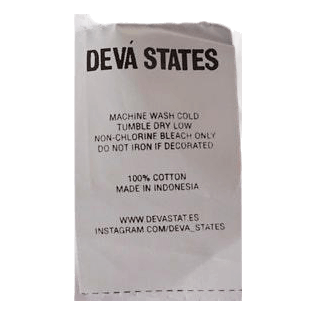 DEVÁ STATES
MACHINE WASH COLD
TUMBLE DRY LOW
NON-CHLORINE BLEACH ONLY
DO NOT IRON IF DECORATED
100% COTTON
MADE IN INDONESIA
WWW.DEVASTAT.ES
INSTAGRAM.COM/DEVA_STATES